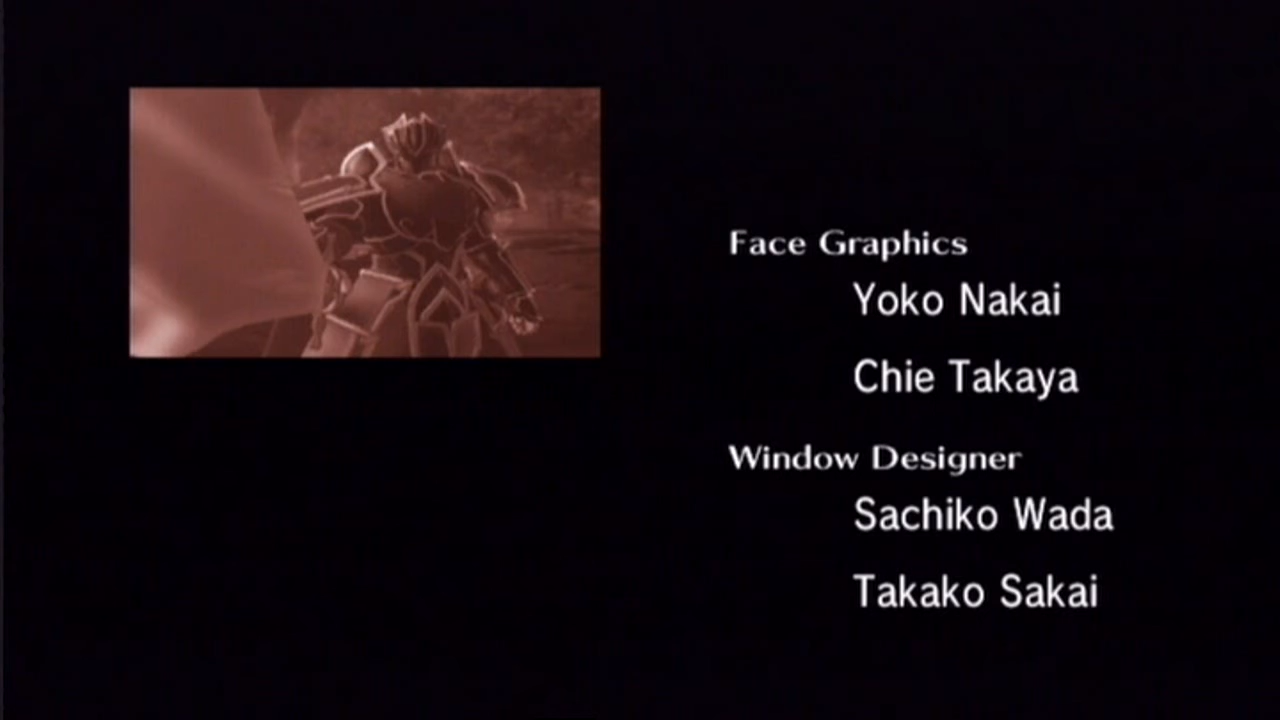 Face Graphics
Yoko Nakai
Chie Takaya
Window Designer
Sachiko Wada
Takako Sakai